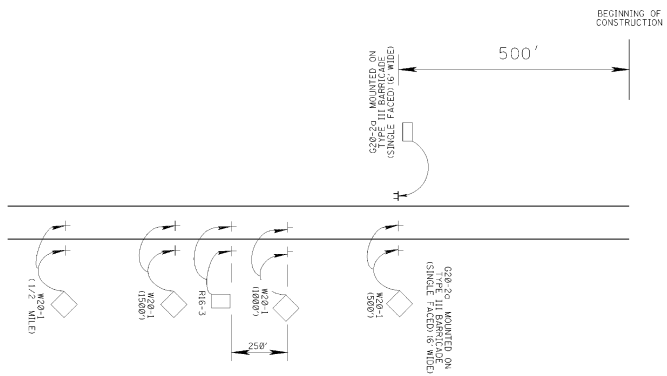 BEGINNING OF
CONSTRUCTION
500'
G20-2a MOUNTED ON
TYPE III BARRICADE
(SINGLE FACED)(6' WIDE)
W20-1
(1/2 MILE)
W20-1
(1500')
R16-3
W20-1
(1000')
250'
W20-1
(500')
G20-2a MOUNTED ON
TYPE III BARRICADE
(SINGLE FACED)(6' WIDE)